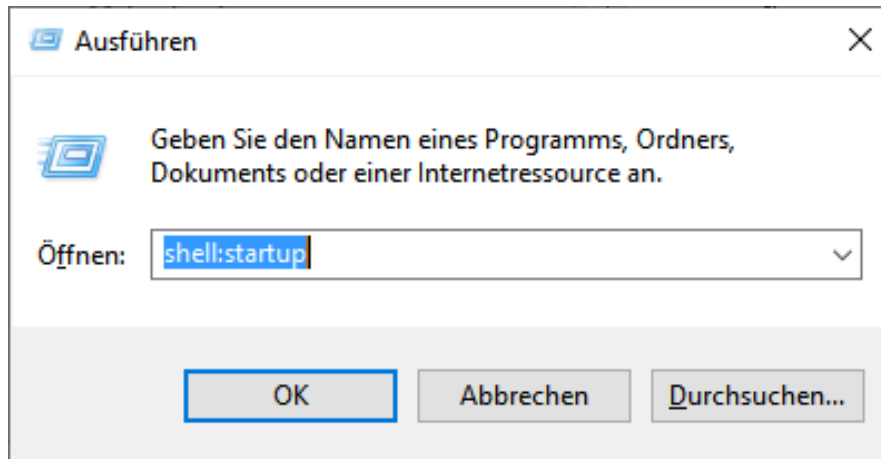 Ausführen
Geben Sie den Namen eines Programms, Ordners,
Dokuments oder einer Internetressource an.
Öffnen: shell:startup
OK Abbrechen Durchsuchen...